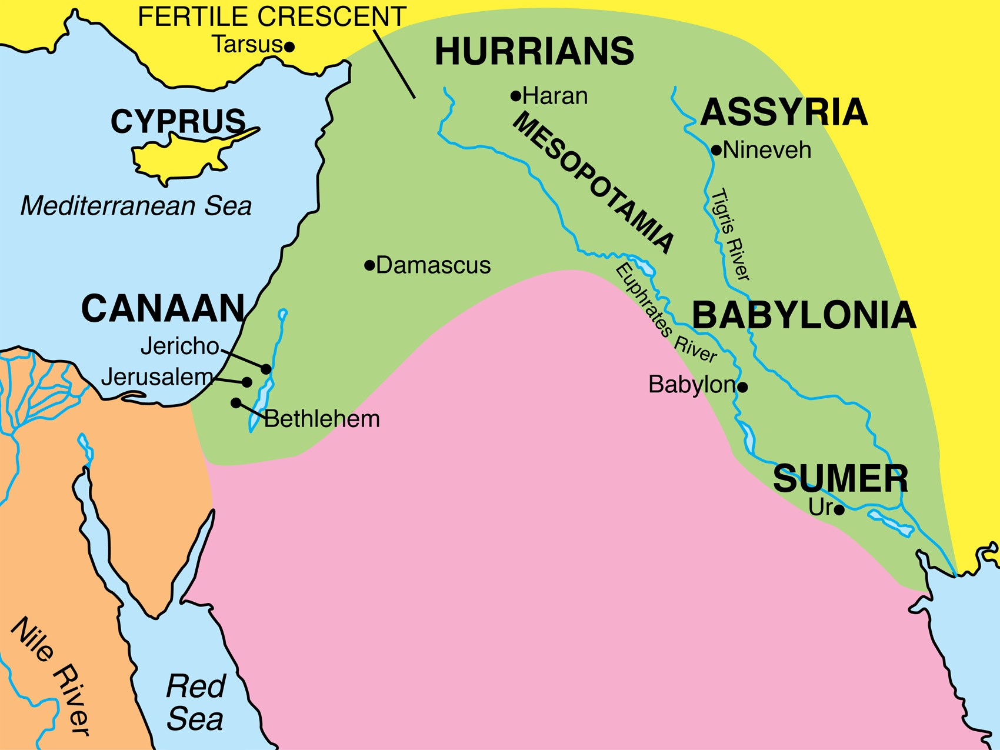 FERTILE CRESCENT
Tarsus
HURRIANS
Haran
CYPRUS
ASSYRIA
MESOPOTAMIA
Nineveh
Mediterranean Sea
Tigris River
Damascus
Euphrates River
CANAAN
BABYLONIA
Jericho
Jerusalem
Babylon
Bethlehem
SUMER
Ur
Nile River
Red
Sea